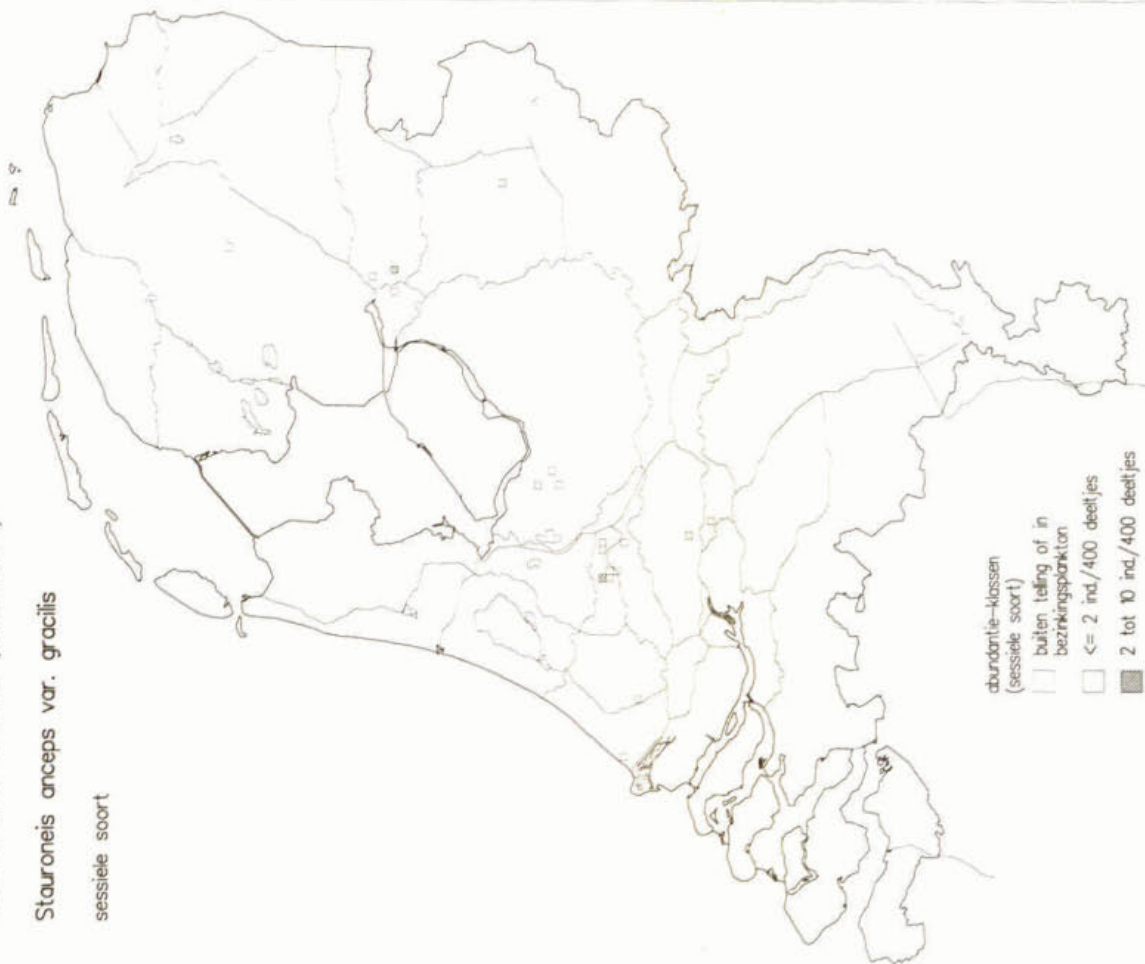 Stauroneis anceps var. gracilis
sessiele soort
abundantie-klassen
(sessiele soort)
buiten telling of in
bezinkingsplankton
<= 2 ind./400 deeltjes
2 tot 10 ind./400 deeltjes